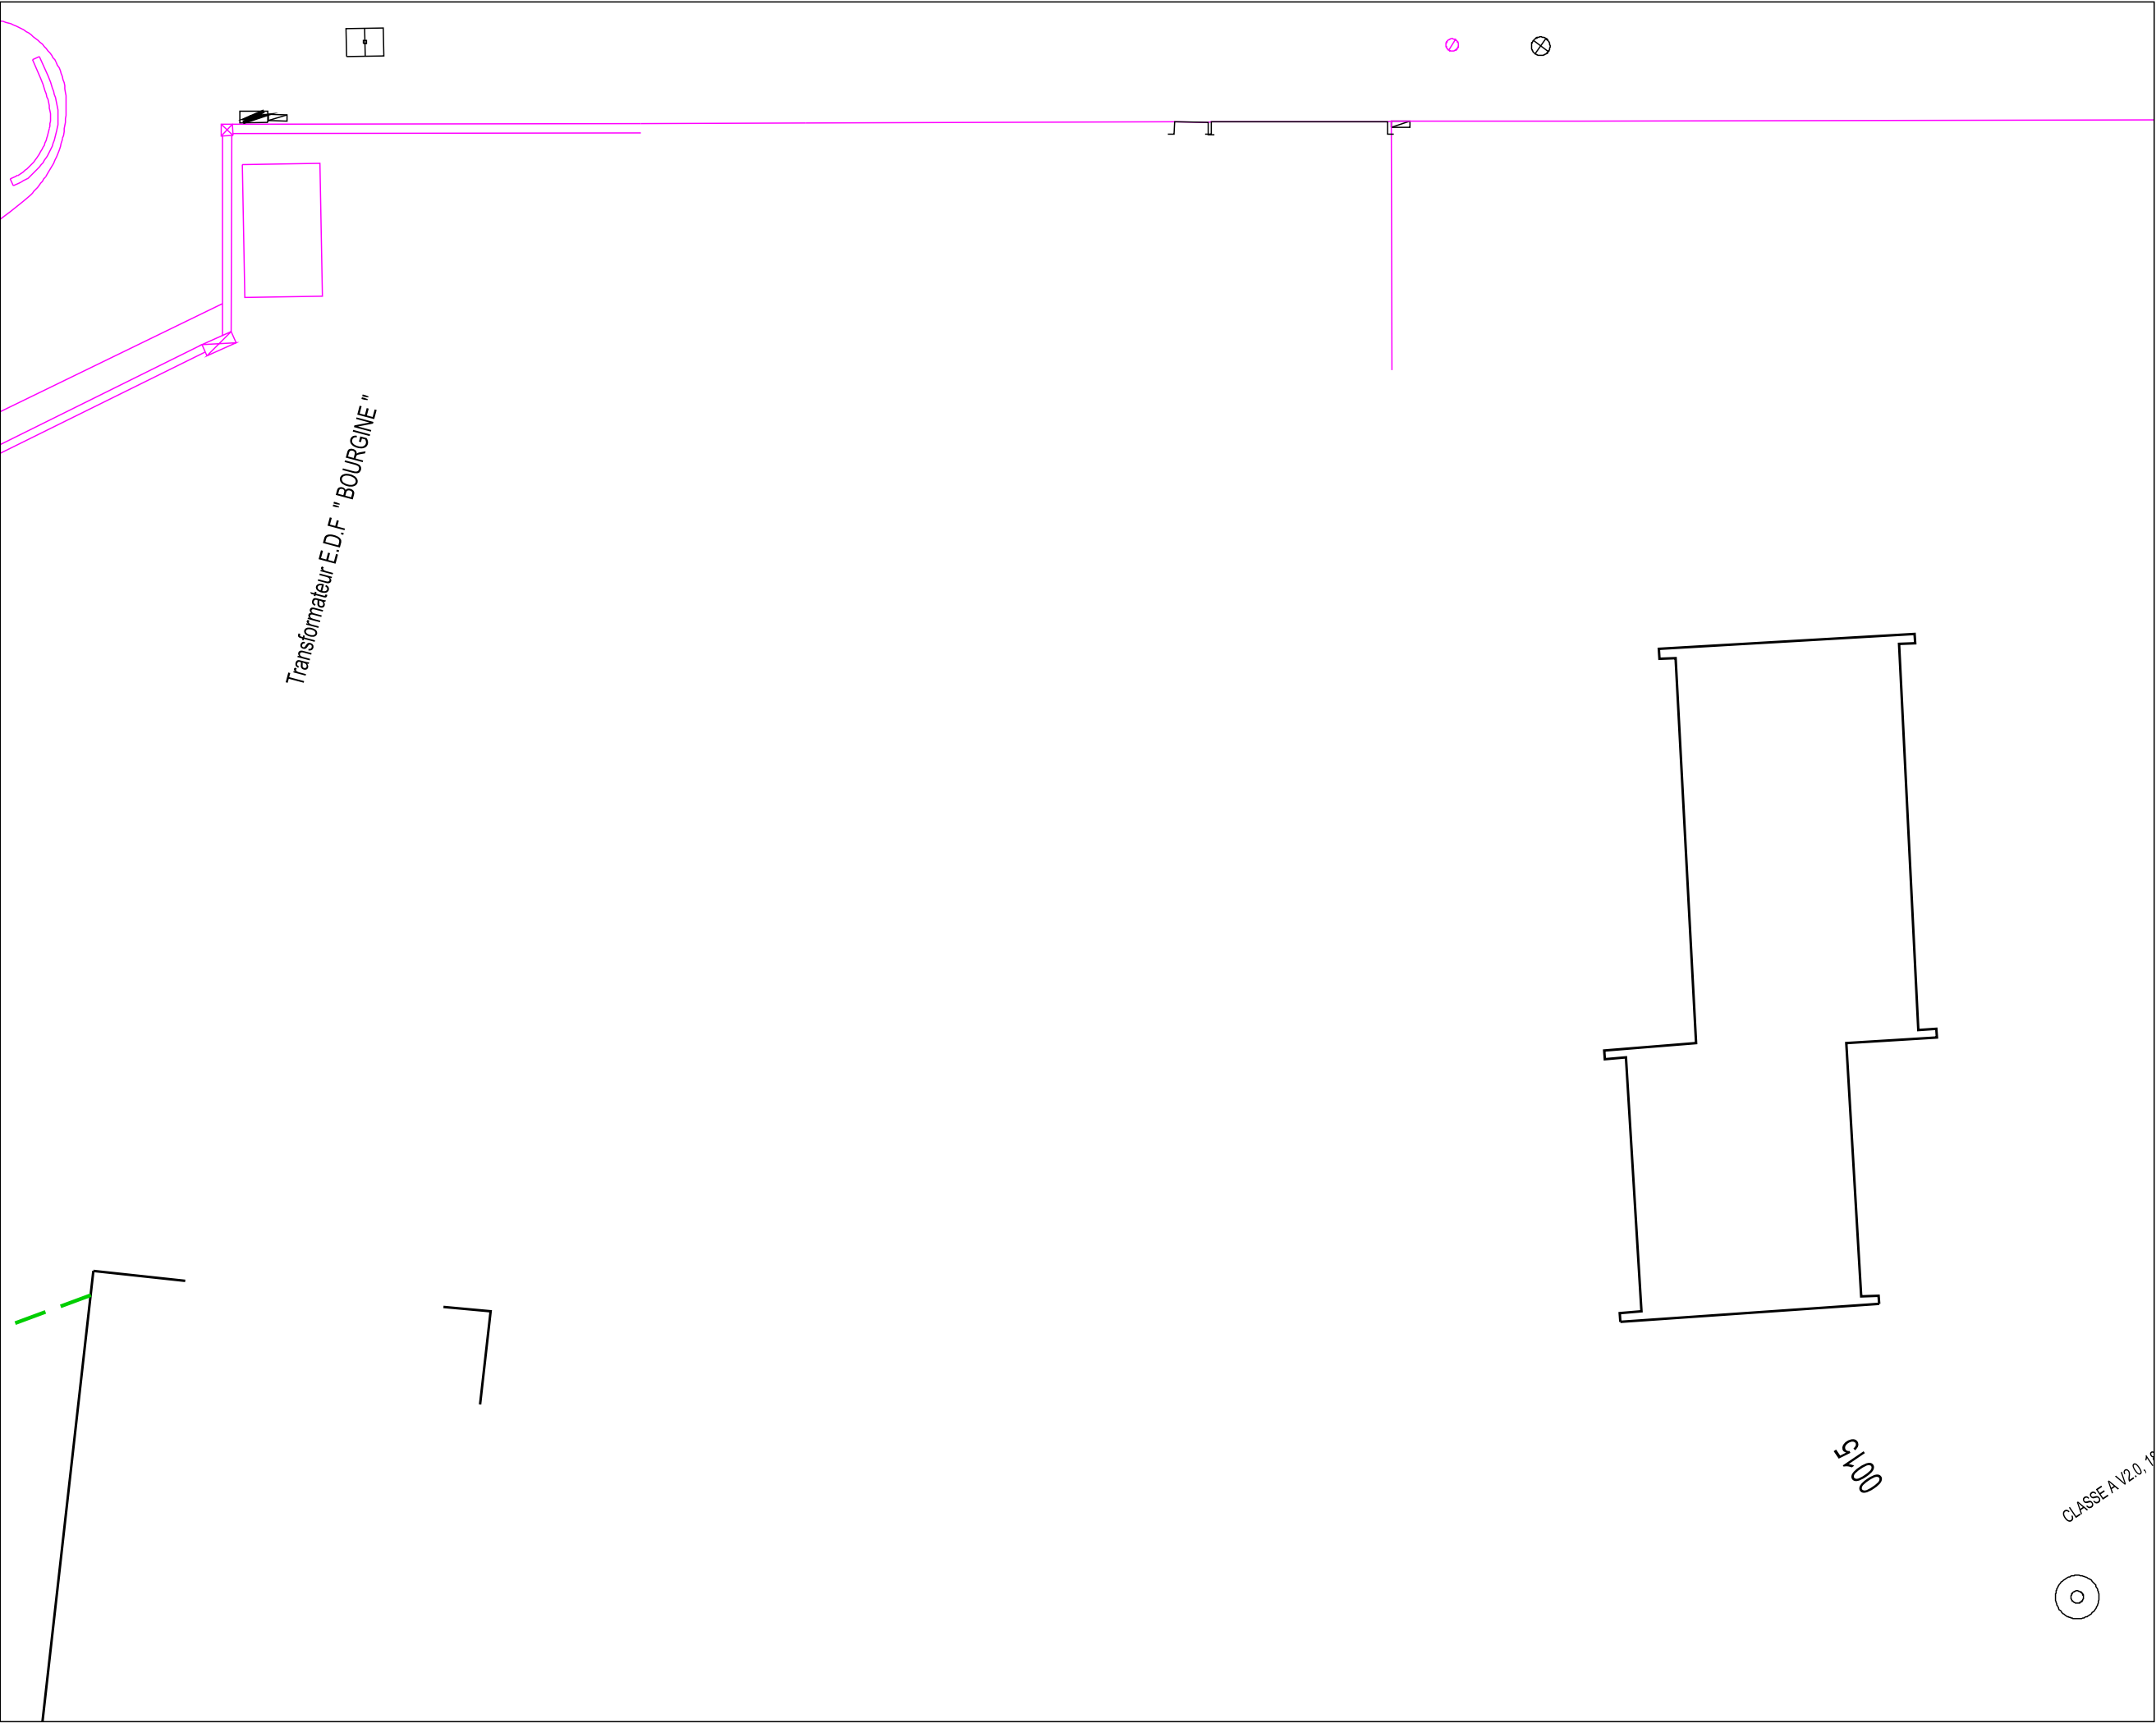 Transformateur E.D.F " BOURGINE "
0015
CLASSE A V2.0,